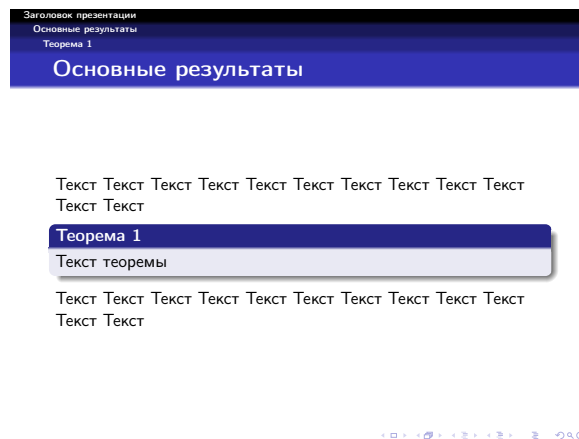 Заголовок презентации
Основные результаты
Теорема 1
Основные результаты
Текст Текст Текст Текст Текст Текст Текст Текст Текст Текст
Текст Текст
Теорема 1
Текст теоремы
Текст Текст Текст Текст Текст Текст Текст Текст Текст Текст
Текст Текст